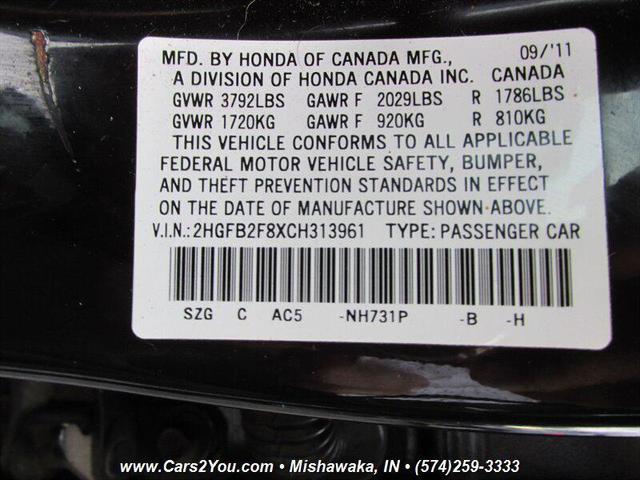 MFD. BY HONDA OF CANADA MFG., 09/'11
A DIVISION OF HONDA CANADA INC. CANADA
GVWR 3792LBS GAWR F 2029LBS R 1786LBS
GVWR 1720KG GAWR F 920KG R 810KG
THIS VEHICLE CONFORMS TO ALL APPLICABLE
FEDERAL MOTOR VEHICLE SAFETY, BUMPER,
AND THEFT PREVENTION STANDARDS IN EFFECT
ON THE DATE OF MANUFACTURE SHOWN ABOVE.
V.I.N.: 2HGFB2F8XCH313961 TYPE: PASSENGER CAR
SZG C AC5 -NH731P -B -H
www.Cars2You.com - Mishawaka, IN - (574)259-3333